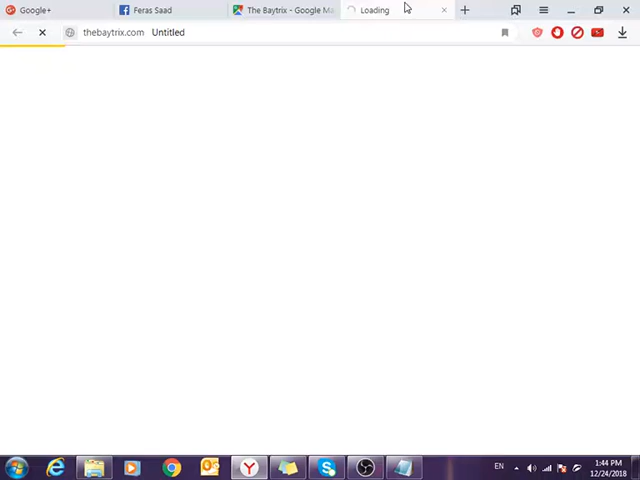 Google+
Feras Saad
The Baytrix - Google Ma
Loading
thebaytrix.com Untitled
EN
1:44 PM
12/24/2018